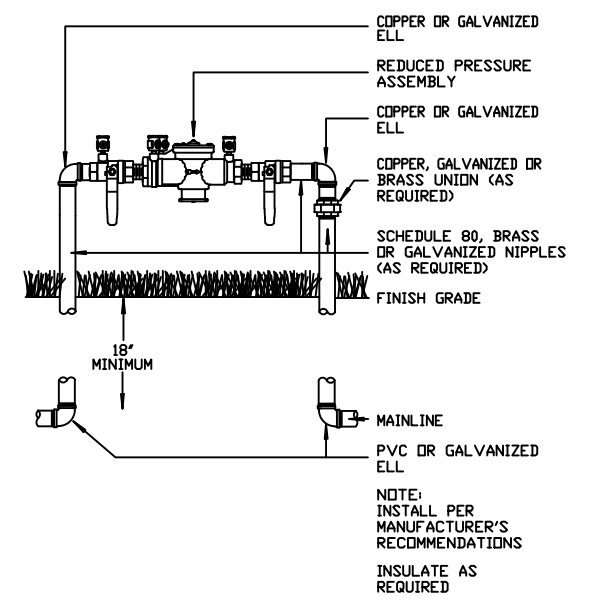 COPPER OR GALVANIZED
ELL
REDUCED PRESSURE
ASSEMBLY
COPPER OR GALVANIZED
ELL
COPPER, GALVANIZED OR
BRASS UNION (AS
REQUIRED)
SCHEDULE 80, BRASS
OR GALVANIZED NIPPLES
(AS REQUIRED)
FINISH GRADE
18"
MINIMUM
MAINLINE
PVC OR GALVANIZED
ELL
NOTE:
INSTALL PER
MANUFACTURER'S
RECOMMENDATIONS
INSULATE AS
REQUIRED